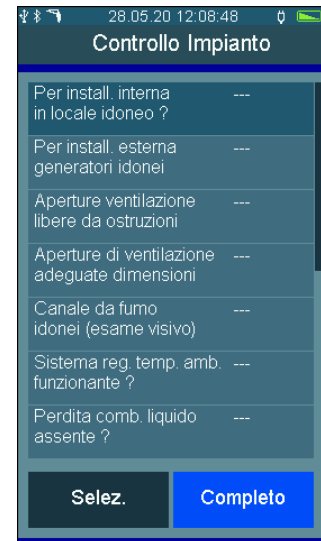 28.05.20 12:08:48
Controllo Impianto
Per install. interna ---
in locale idoneo ?
Per install. esterna ---
generatori idonei
Aperture ventilazione ---
libere da ostruzioni
Aperture di ventilazione ---
adeguate dimensioni
Canale da fumo ---
idonei (esame visivo)
Sistema reg. temp. amb. ---
funzionante ?
Perdita comb. liquido ---
assente ?
Selez. Completo